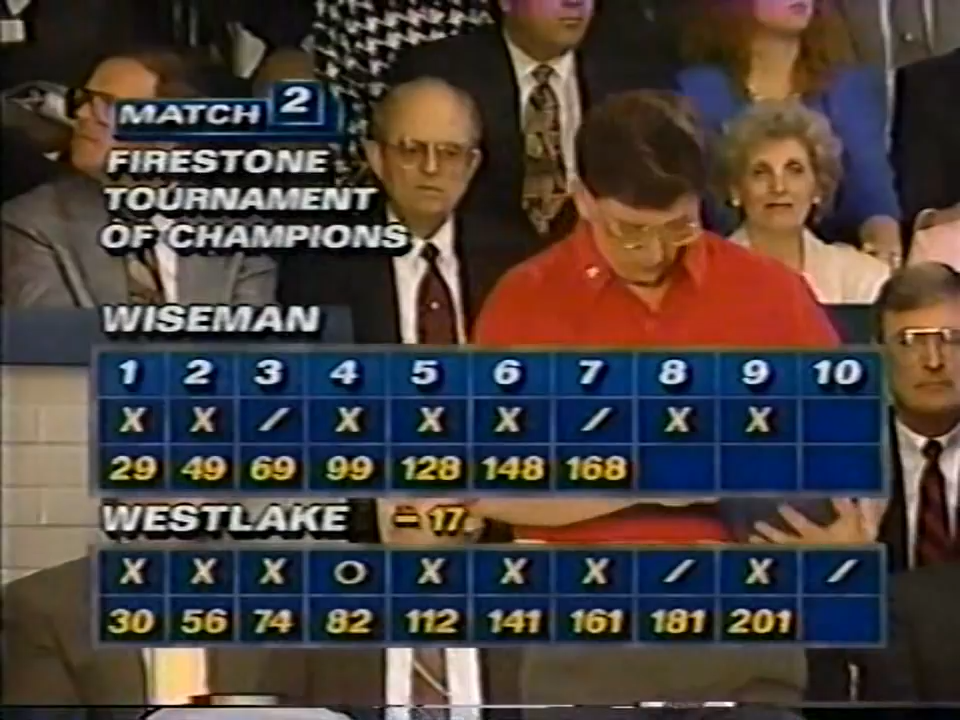 MATCH 2
FIRESTONE
TOURNAMENT
OF CHAMPIONS
WISEMAN
1 2 3 4 5 6 7 8 9 10
X X / X X X / X X
29 49 69 99 128 148 168
WESTLAKE - 17
X X X O X X X / X /
30 56 74 82 112 141 161 181 201